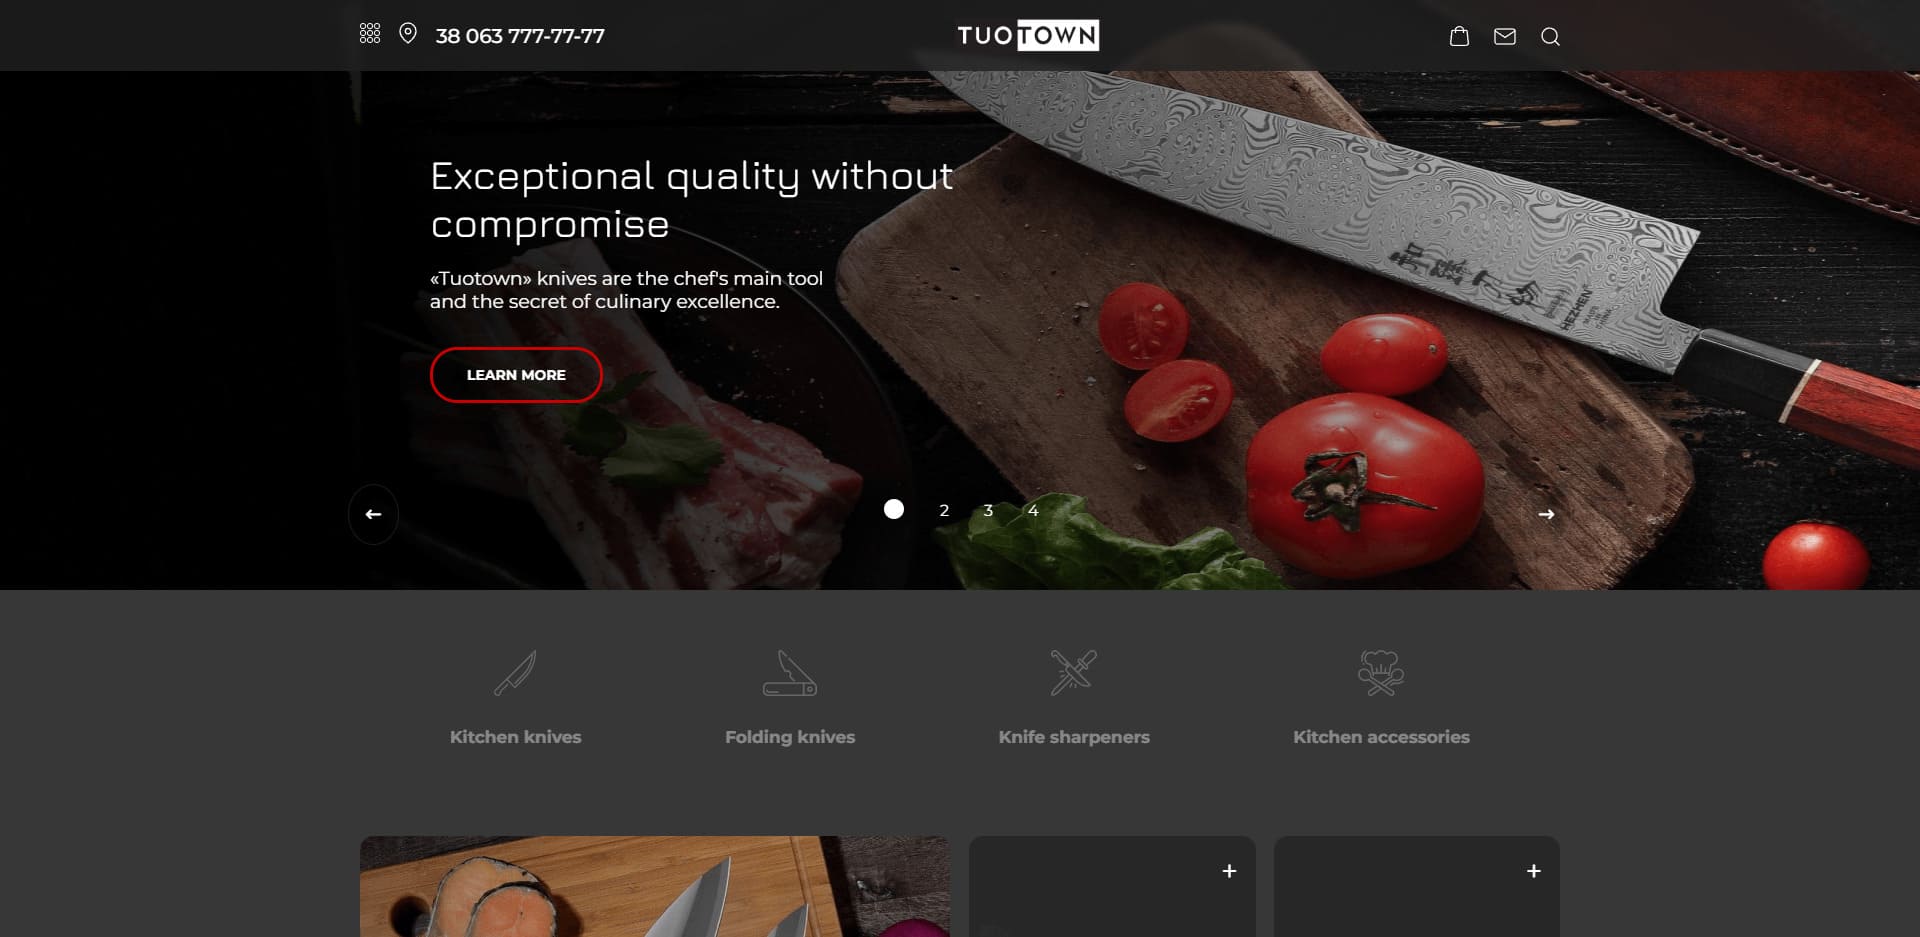 38 063 777-77-77
TUOTOWN
Exceptional quality without
compromise
«Tuotown» knives are the chef's main tool
and the secret of culinary excellence.
LEARN MORE
HEZHEN
2
3
4
Kitchen knives
Folding knives
Knife sharpeners
Kitchen accessories
+
+